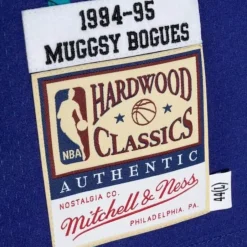 1994-95
MUGGSY BOGUES
HARDWOOD
CLASSICS
NBA
AUTHENTIC
NOSTALGIA CO.
Mitchell & Ness
PHILADELPHIA, PA.
44(L)